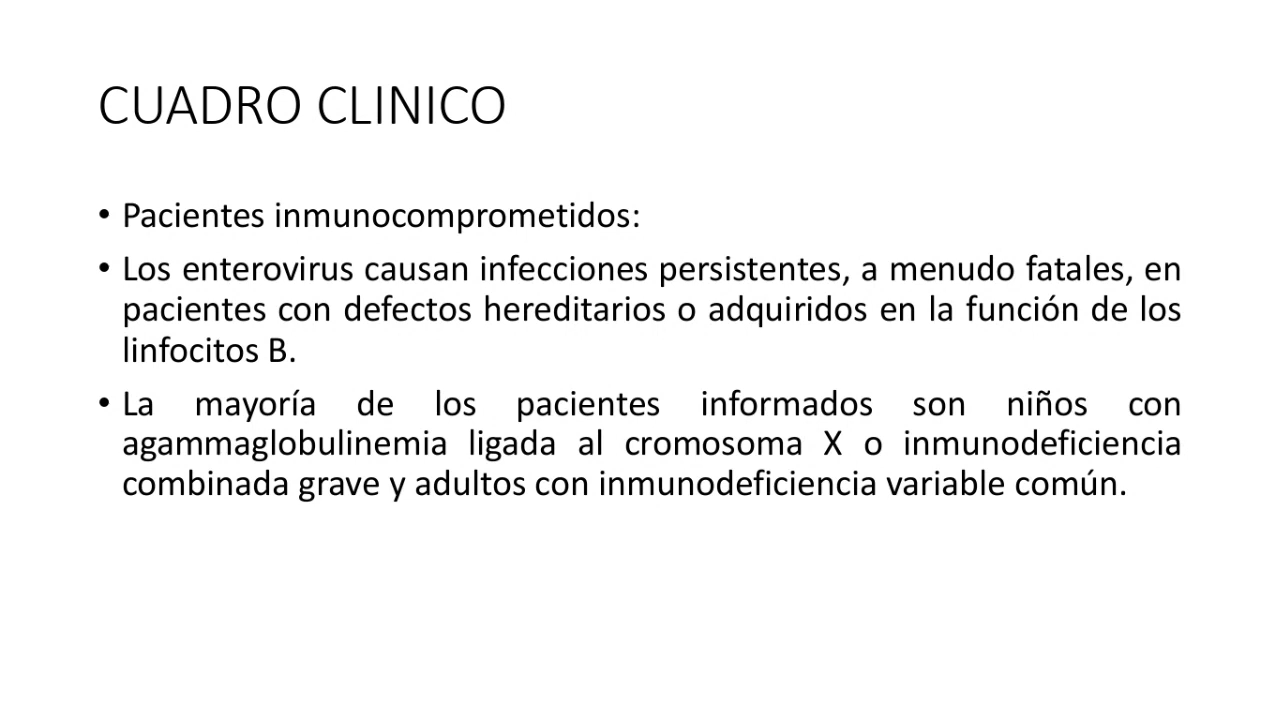 CUADRO CLINICO
• Pacientes inmunocomprometidos:
• Los enterovirus causan infecciones persistentes, a menudo fatales, en
pacientes con defectos hereditarios o adquiridos en la función de los
linfocitos B.
• La mayoría de los pacientes informados son niños con
agammaglobulinemia ligada al cromosoma X o inmunodeficiencia
combinada grave y adultos con inmunodeficiencia variable común.